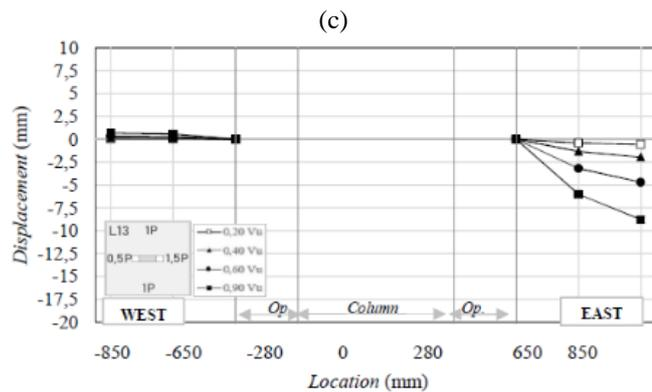 (c)
10
7,5
5
2,5
0
-2,5
-5
-7,5
-10
-12,5
-15
-17,5
-20
Displacement (mm)
L13 1P
0,5P 1,5P
1P
0,20 Vu
0,40 Vu
0,60 Vu
0,90 Vu
WEST
Op
Column
Op.
EAST
-850 -650 -280 0 280 650 850
Location (mm)